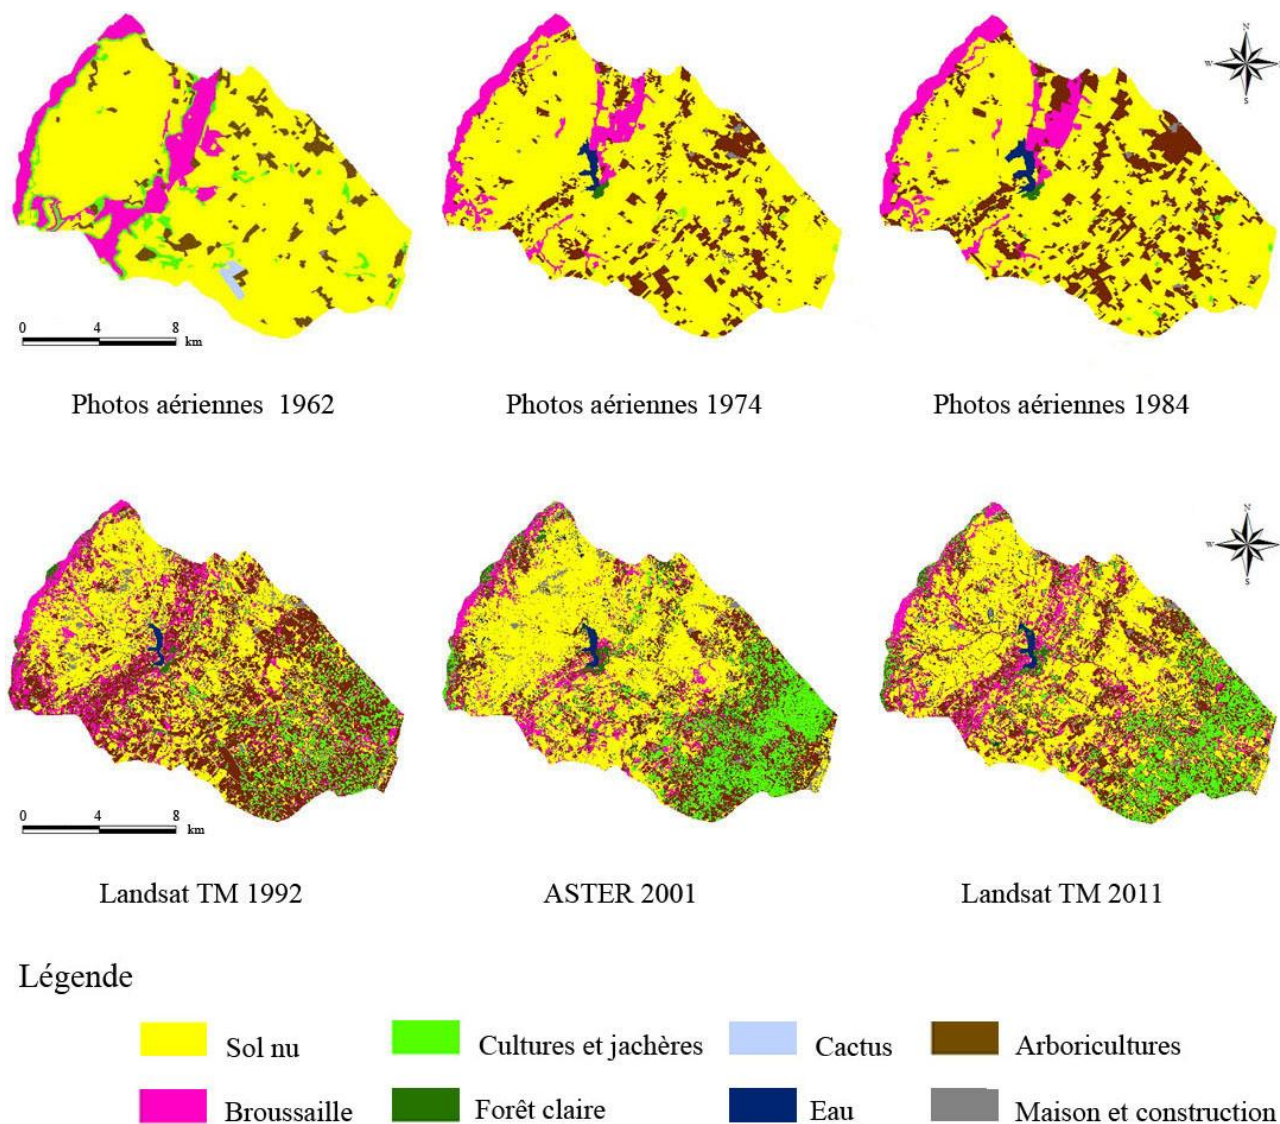 N
W
S
0 4 8
km
Photos aériennes 1962
Photos aériennes 1974
Photos aériennes 1984
N
W
S
0 4 8
km
Landsat TM 1992
ASTER 2001
Landsat TM 2011
Légende
Sol nu
Cultures et jachères
Cactus
Arboricultures
Broussaille
Forêt claire
Eau
Maison et construction